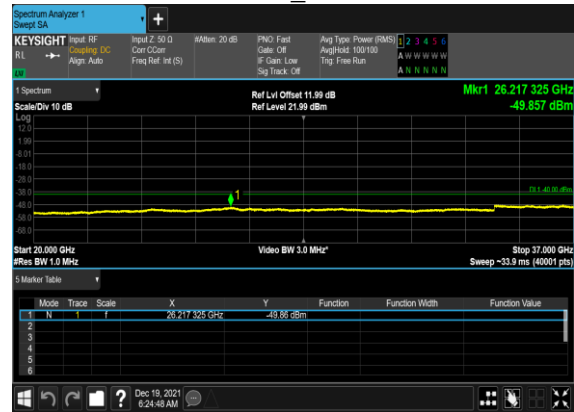 Spectrum Analyzer 1
Swept SA
+
KEYSIGHT Input: RF Input Z: 50 Ω #Atten: 20 dB PNO: Fast Avg Type: Power (RMS) 1 2 3 4 5 6
RL Coupling: DC Corr CCorr Gate: Off Avg|Hold: 100/100 A W W W W W
Align: Auto Freq Ref: Int (S) IF Gain: Low Trig: Free Run
Sig Track: Off A N N N N N
1 Spectrum Ref Lvl Offset 11.99 dB Mkr1 26.217 325 GHz
Scale/Div 10 dB Ref Level 21.99 dBm -49.857 dBm
Log
12.0
1.99
-8.01
-18.0
-28.0
-38.0 DL1 -40.00 dBm
1
-48.0
-58.0
-68.0
Start 20.000 GHz Video BW 3.0 MHz* Stop 37.000 GHz
#Res BW 1.0 MHz Sweep ~33.9 ms (40001 pts)
5 Marker Table
Mode Trace Scale X Y Function Function Width Function Value
1 N 1 f 26.217 325 GHz -49.86 dBm
2
3
4
5
6
? Dec 19, 2021
6:24:48 AM